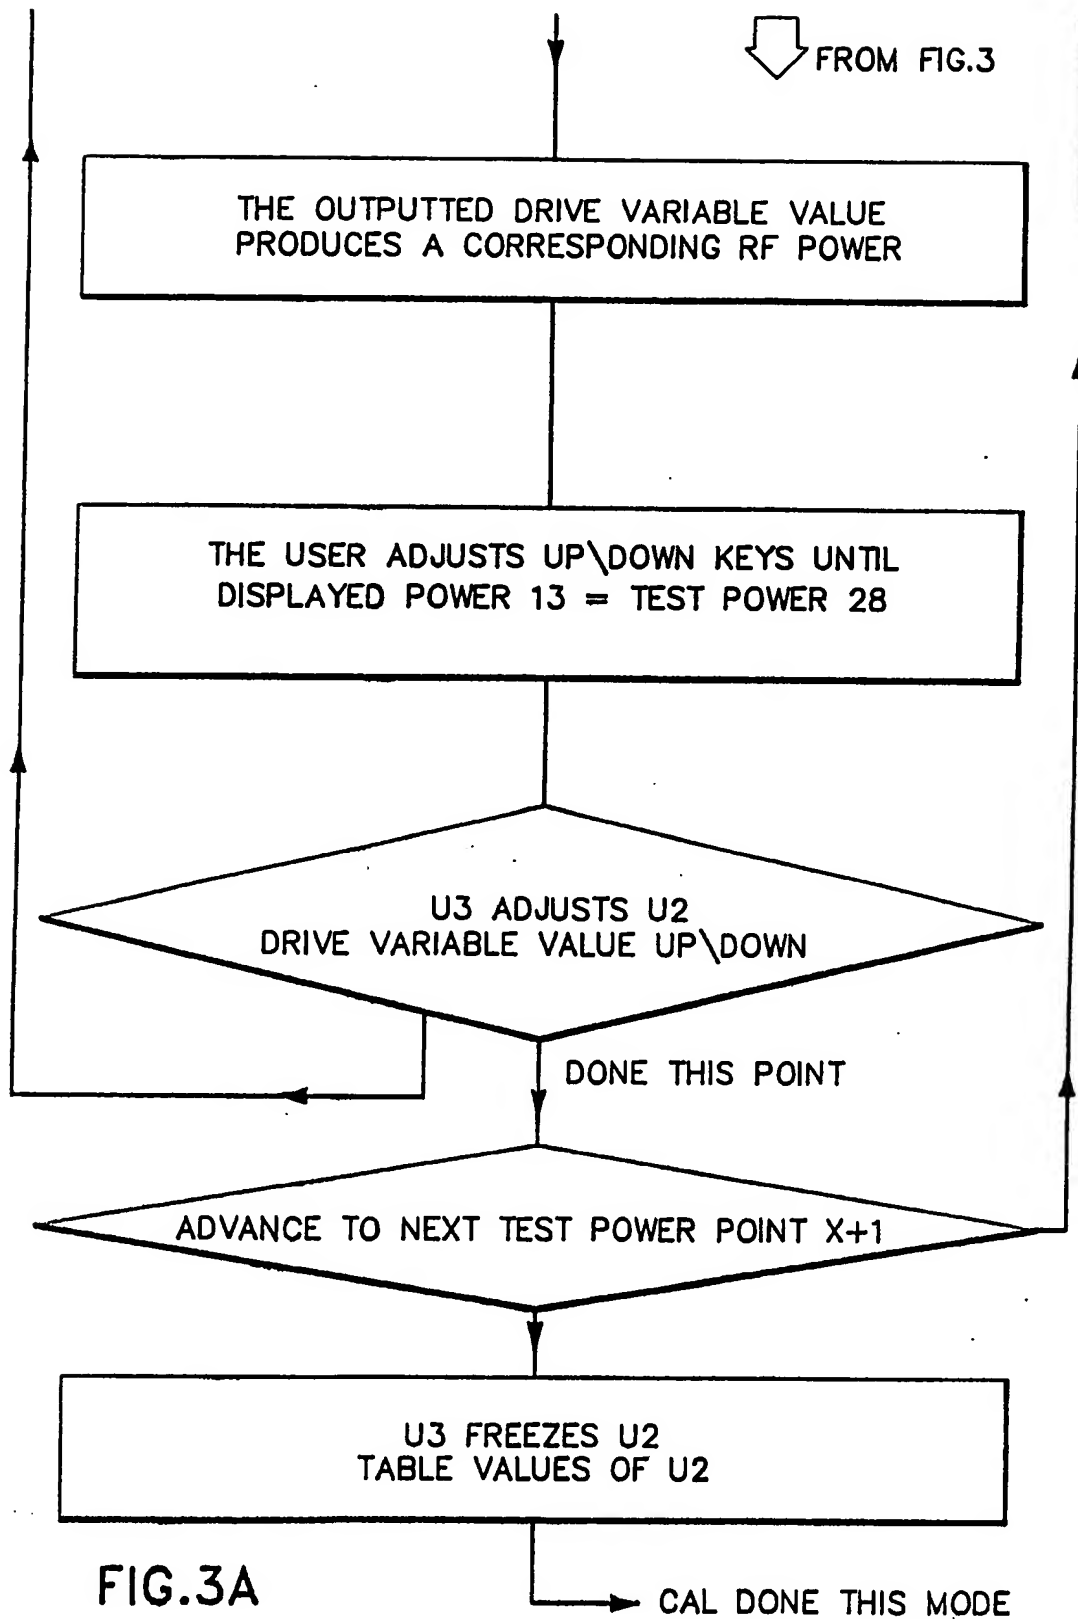 FROM FIG.3
THE OUTPUTTED DRIVE VARIABLE VALUE
PRODUCES A CORRESPONDING RF POWER
THE USER ADJUSTS UP\DOWN KEYS UNTIL
DISPLAYED POWER 13 = TEST POWER 28
U3 ADJUSTS U2
DRIVE VARIABLE VALUE UP\DOWN
DONE THIS POINT
ADVANCE TO NEXT TEST POWER POINT X+1
U3 FREEZES U2
TABLE VALUES OF U2
FIG.3A
CAL DONE THIS MODE